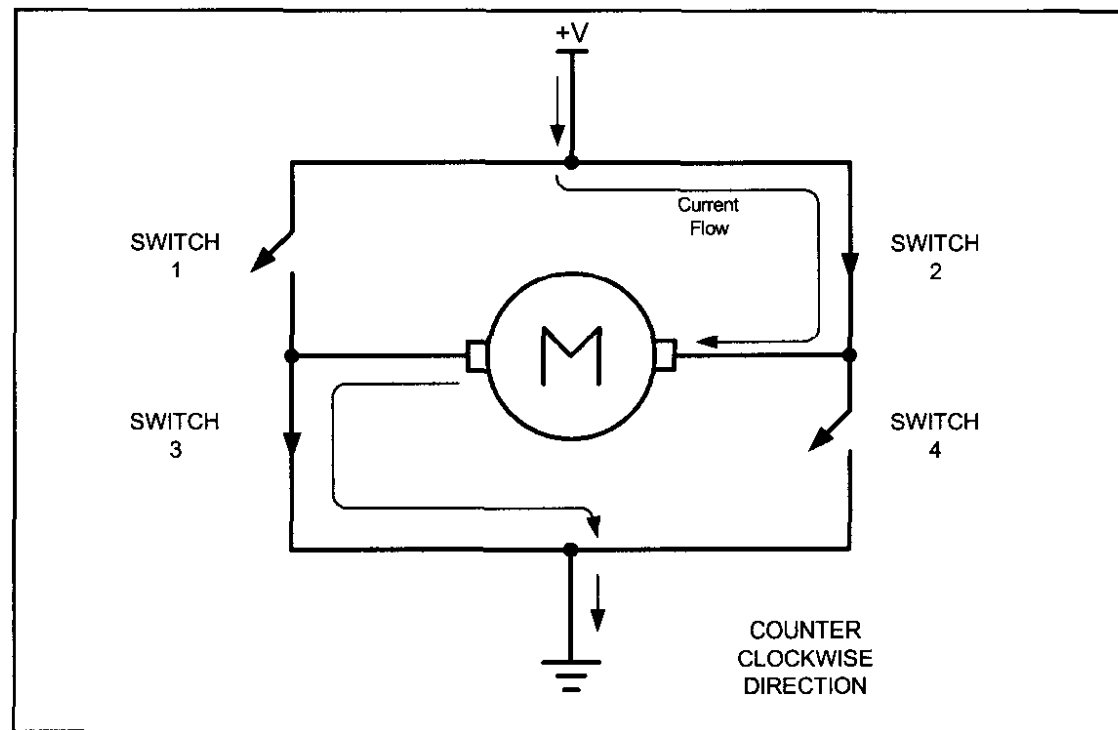 +V
Current
Flow
SWITCH
1
SWITCH
2
M
SWITCH
3
SWITCH
4
COUNTER
CLOCKWISE
DIRECTION